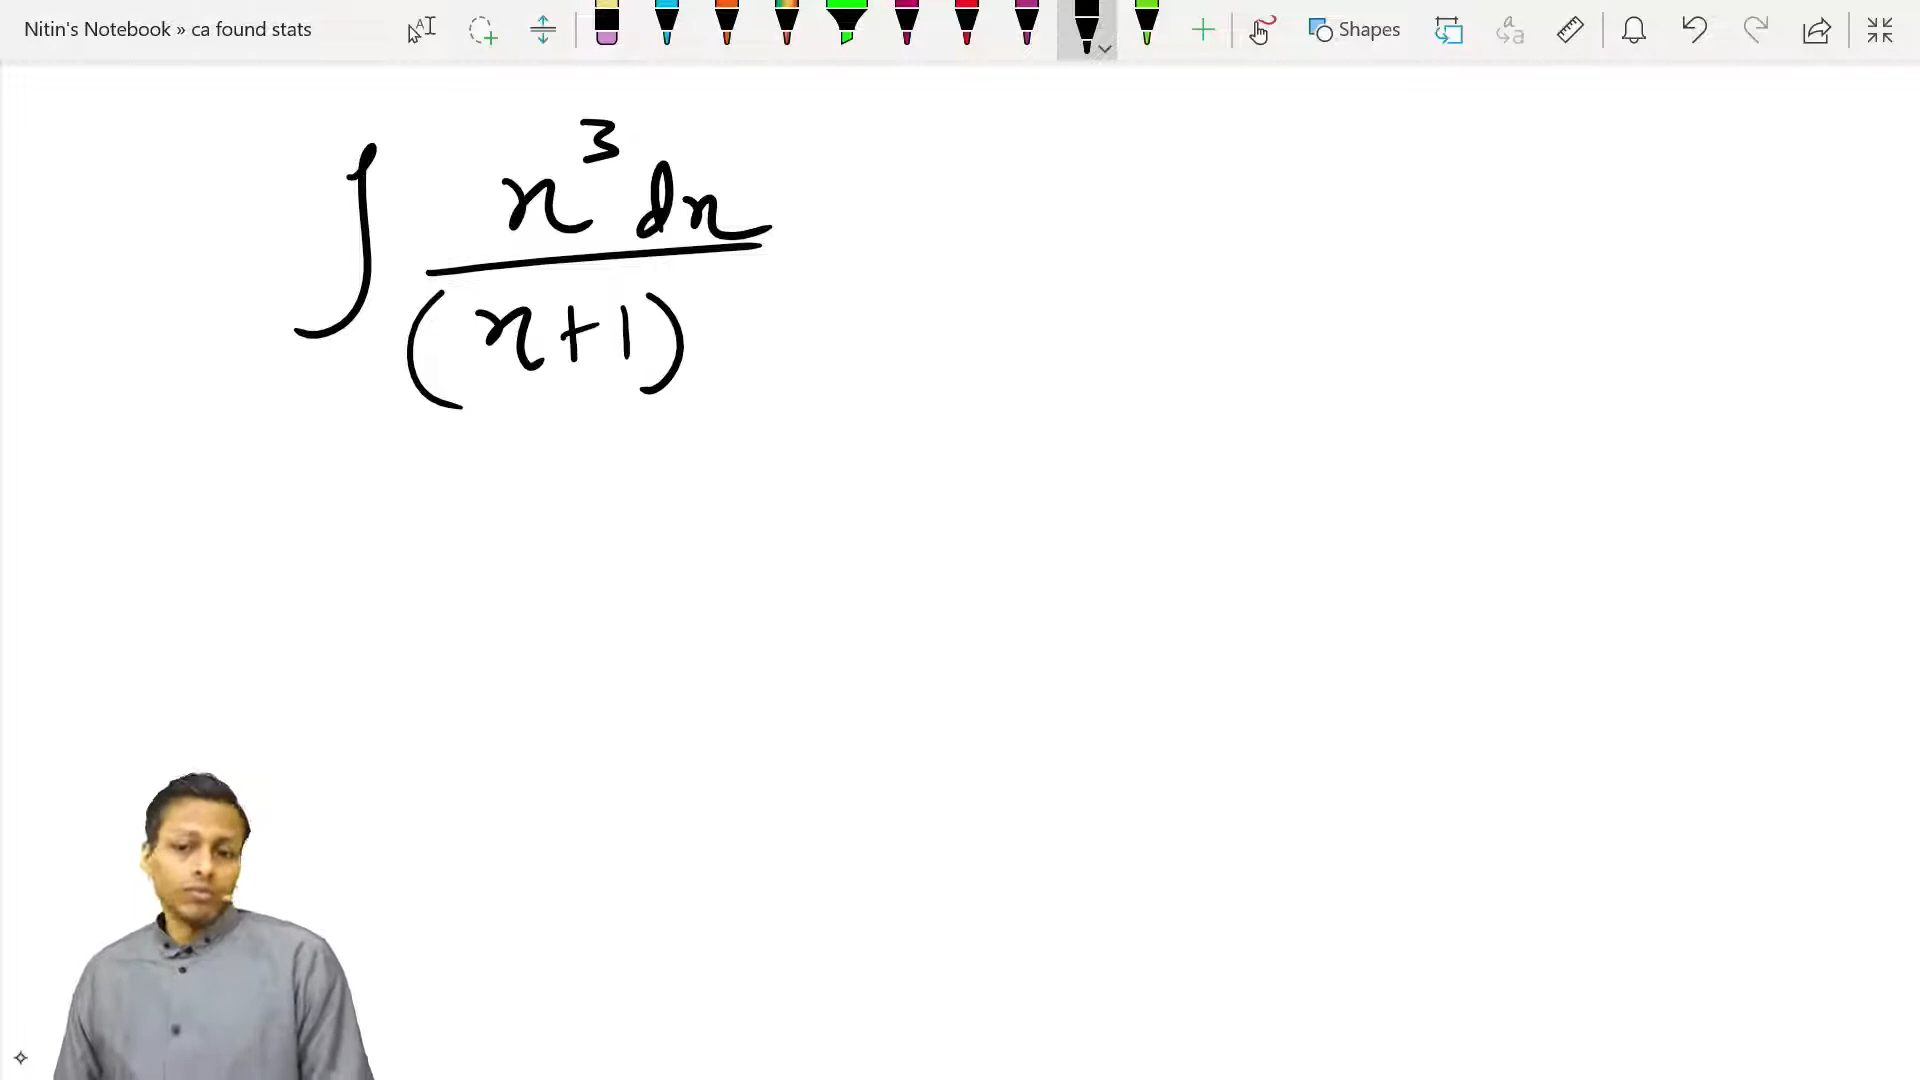 Nitin's Notebook » ca found stats
Shapes
∫ x³ dx
(x+1)